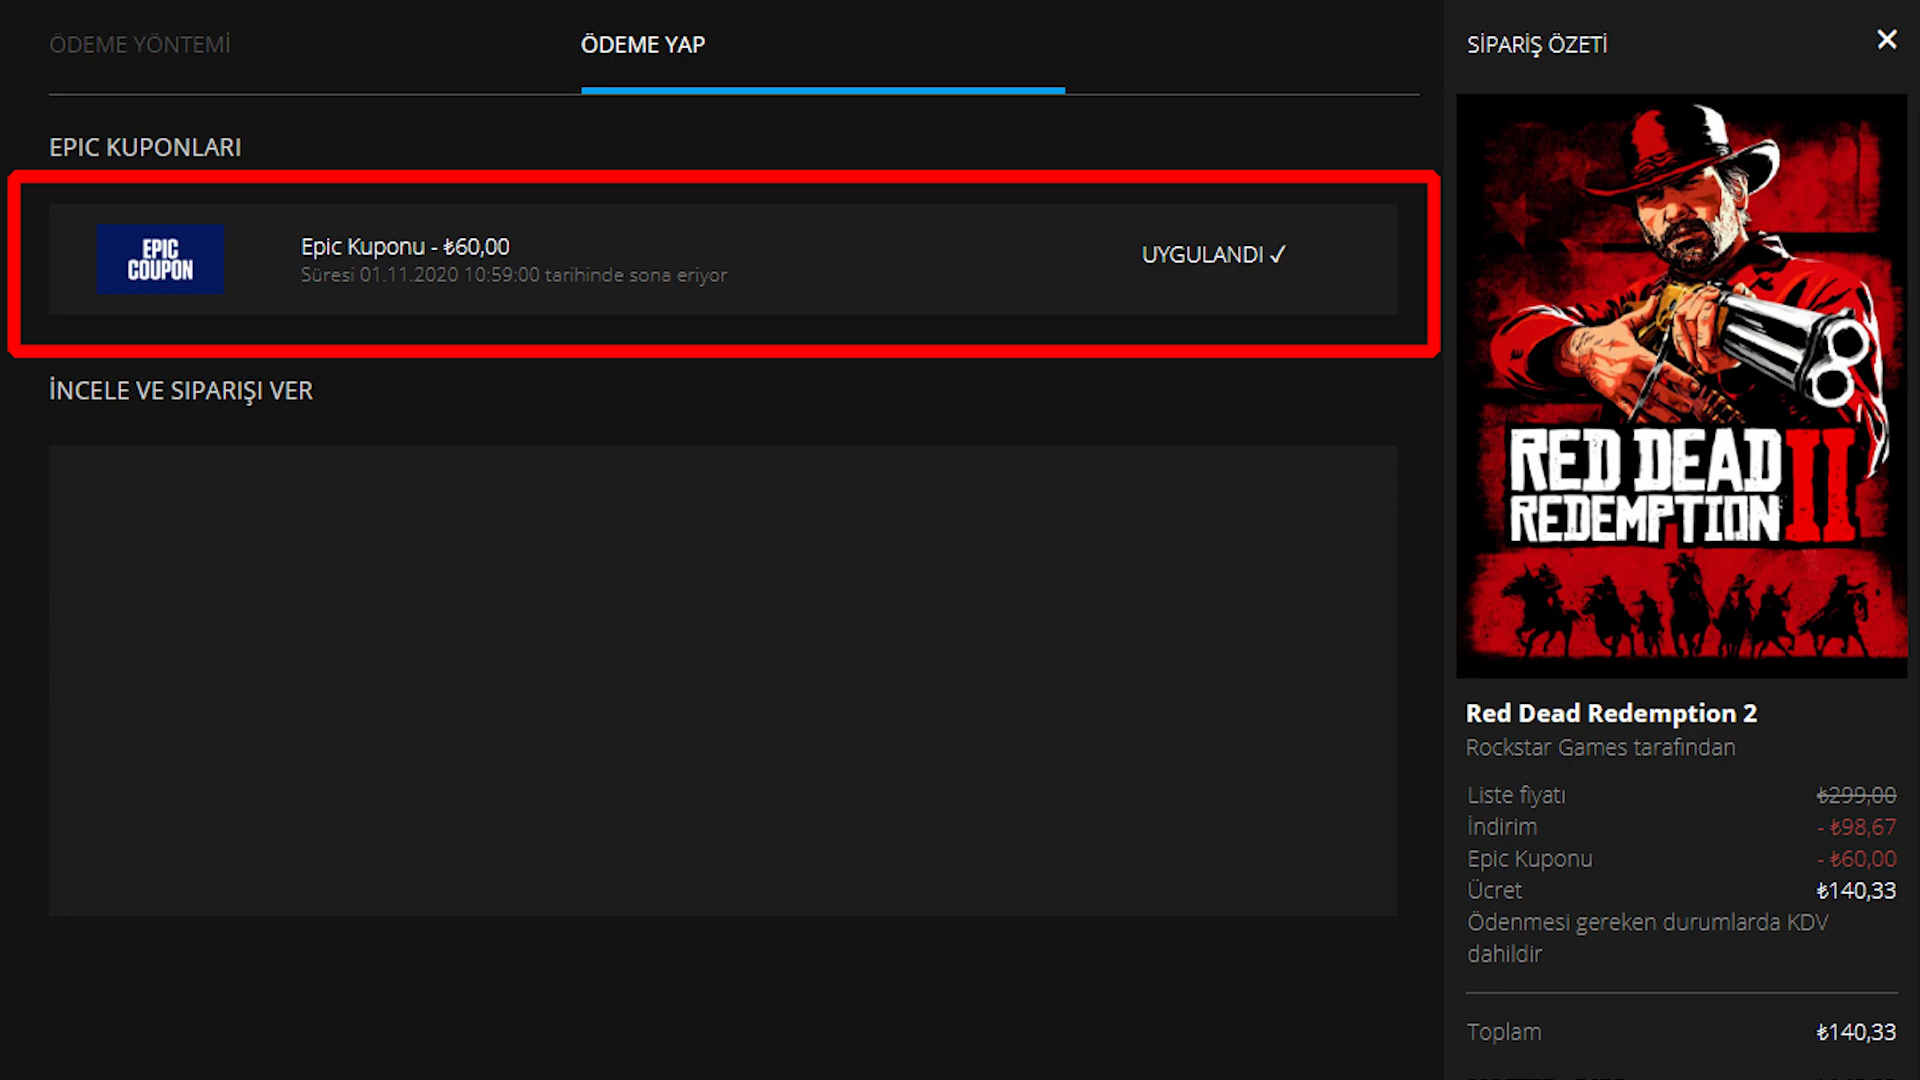 ÖDEME YÖNTEMİ
ÖDEME YAP
EPIC KUPONLARI
EPIC
COUPON
Epic Kuponu - ₺60,00
Süresi 01.11.2020 10:59:00 tarihinde sona eriyor
UYGULANDI ✓
İNCELE VE SIPARIŞI VER
SİPARİŞ ÖZETİ
RED DEAD
REDEMPTION II
Red Dead Redemption 2
Rockstar Games tarafından
Liste fiyatı ₺299,00
İndirim - ₺98,67
Epic Kuponu - ₺60,00
Ücret ₺140,33
Ödenmesi gereken durumlarda KDV
dahildir
Toplam ₺140,33